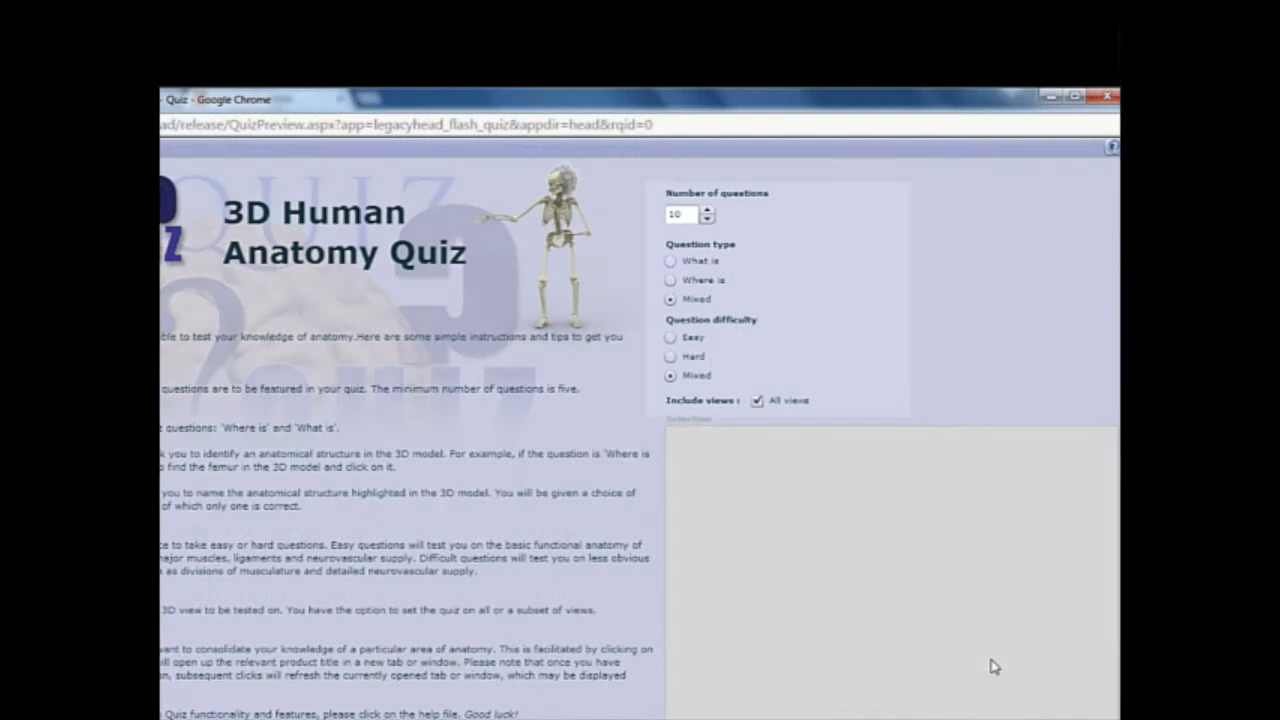 - Quiz - Google Chrome
ad/release/QuizPreview.aspx?app=legacyhead_flash_quiz&appdir=head&rqid=0
QUIZ
3D Human
Anatomy Quiz
ble to test your knowledge of anatomy.Here are some simple instructions and tips to get you
questions are to be featured in your quiz. The minimum number of questions is five.
questions: 'Where is' and 'What is'.
k you to identify an anatomical structure in the 3D model. For example, if the question is 'Where is
o find the femur in the 3D model and click on it.
you to name the anatomical structure highlighted in the 3D model. You will be given a choice of
of which only one is correct.
ce to take easy or hard questions. Easy questions will test you on the basic functional anatomy of
ajor muscles, ligaments and neurovascular supply. Difficult questions will test you on less obvious
as divisions of musculature and detailed neurovascular supply.
3D view to be tested on. You have the option to set the quiz on all or a subset of views.
ant to consolidate your knowledge of a particular area of anatomy. This is facilitated by clicking on
ill open up the relevant product title in a new tab or window. Please note that once you have
n, subsequent clicks will refresh the currently opened tab or window, which may be displayed
Quiz functionality and features, please click on the help file. Good luck!
Number of questions
10
Question type
What is
Where is
Mixed
Question difficulty
Easy
Hard
Mixed
Include views : All views
Selection